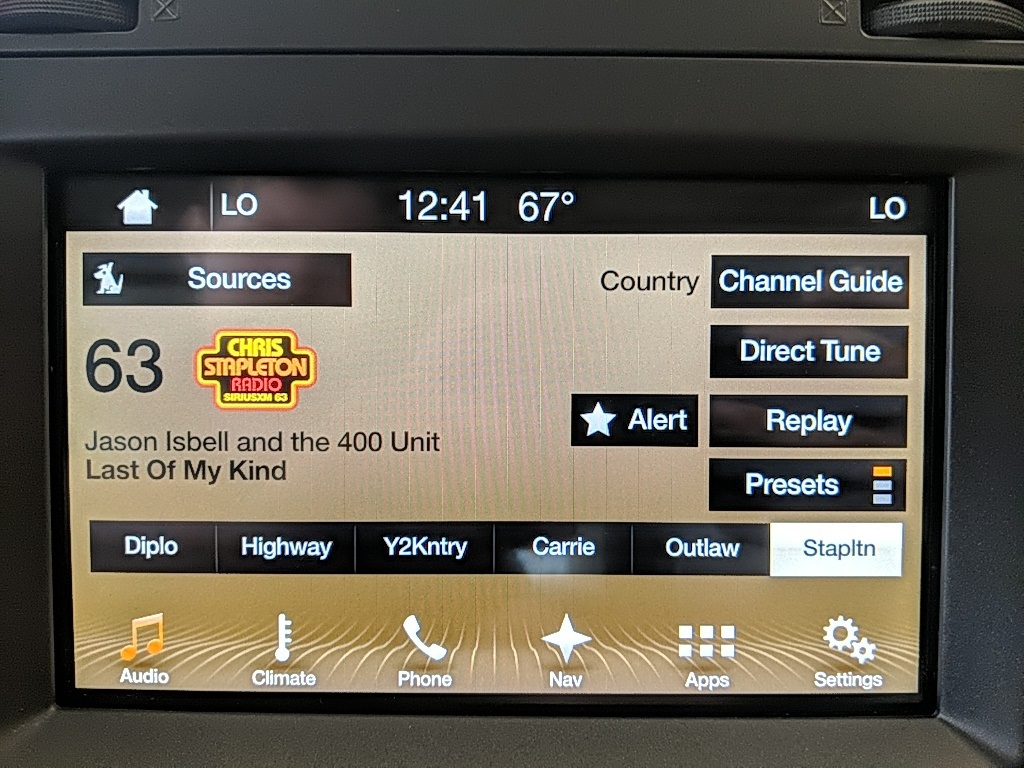 LO 12:41 67° LO
Sources
Country
Channel Guide
63
CHRIS
STAPLETON
RADIO
SIRIUSXM 63
Direct Tune
Alert
Replay
Jason Isbell and the 400 Unit
Last Of My Kind
Presets
Diplo Highway Y2Kntry Carrie Outlaw Stapltn
Audio Climate Phone Nav Apps Settings